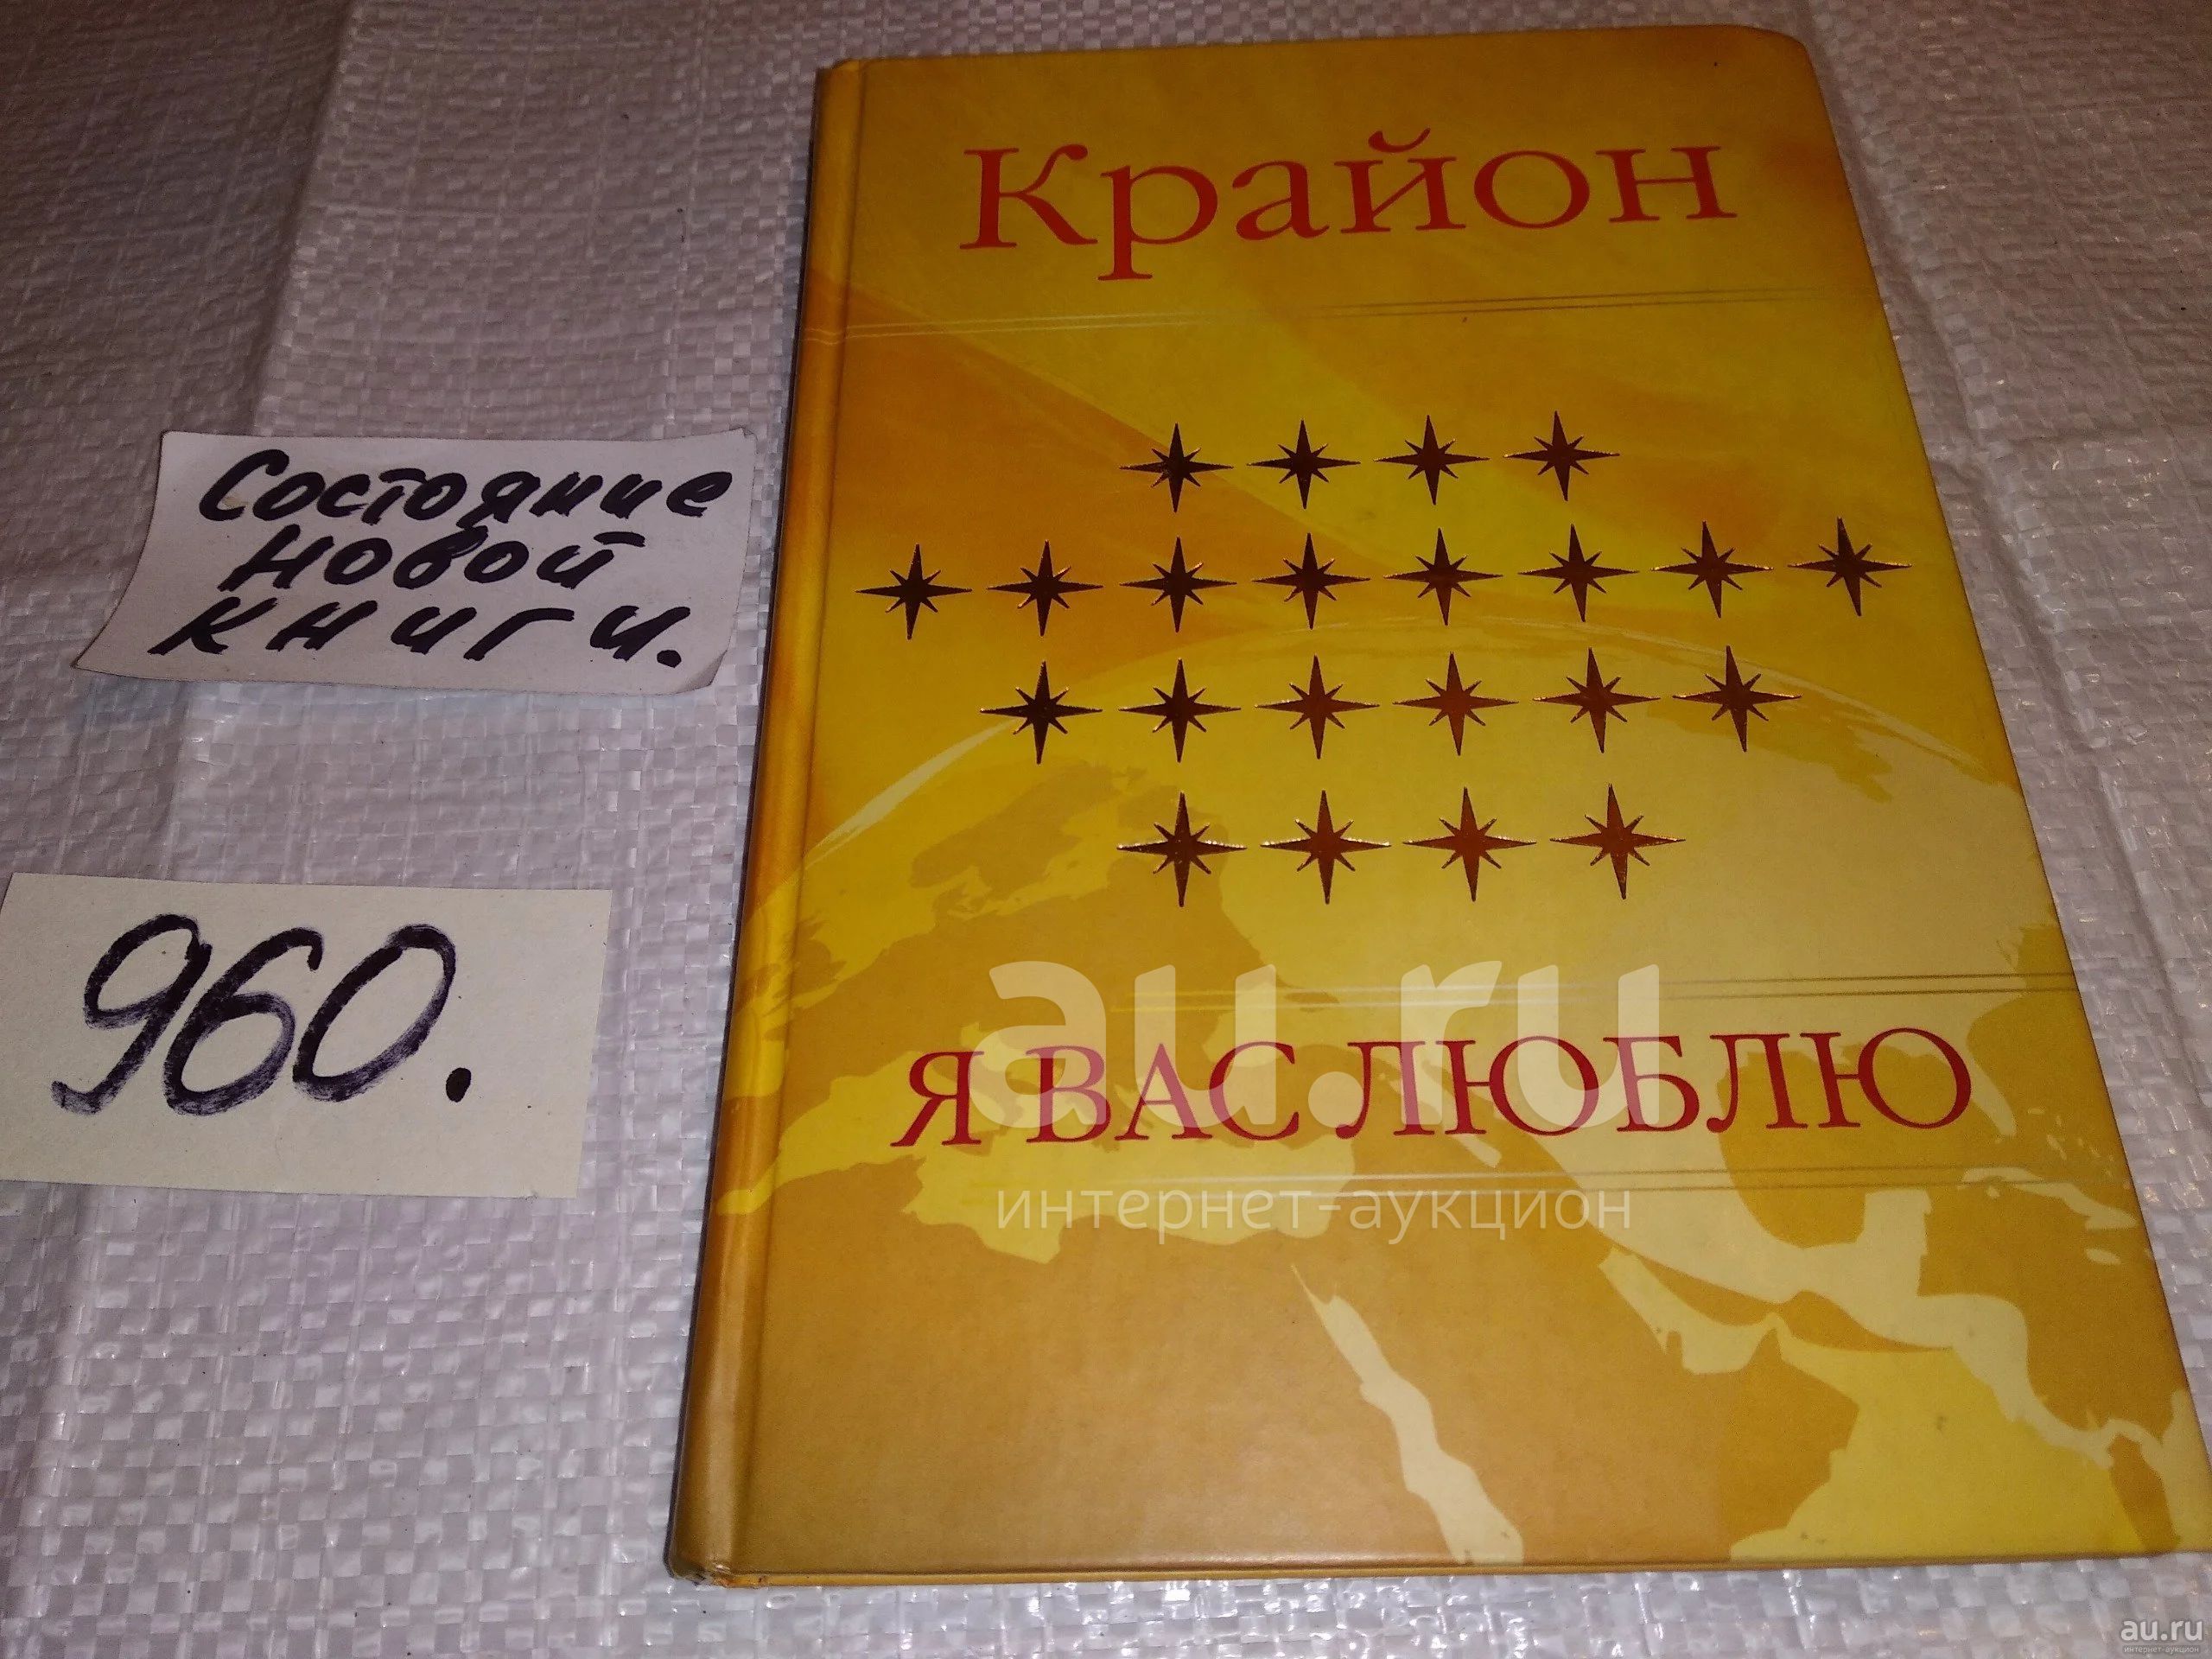 Крайон
Состояние
новой
книги.
960.
au.ru
Я ВАС ЛЮБЛЮ
интернет-аукцион
au.ru
интернет-аукцион